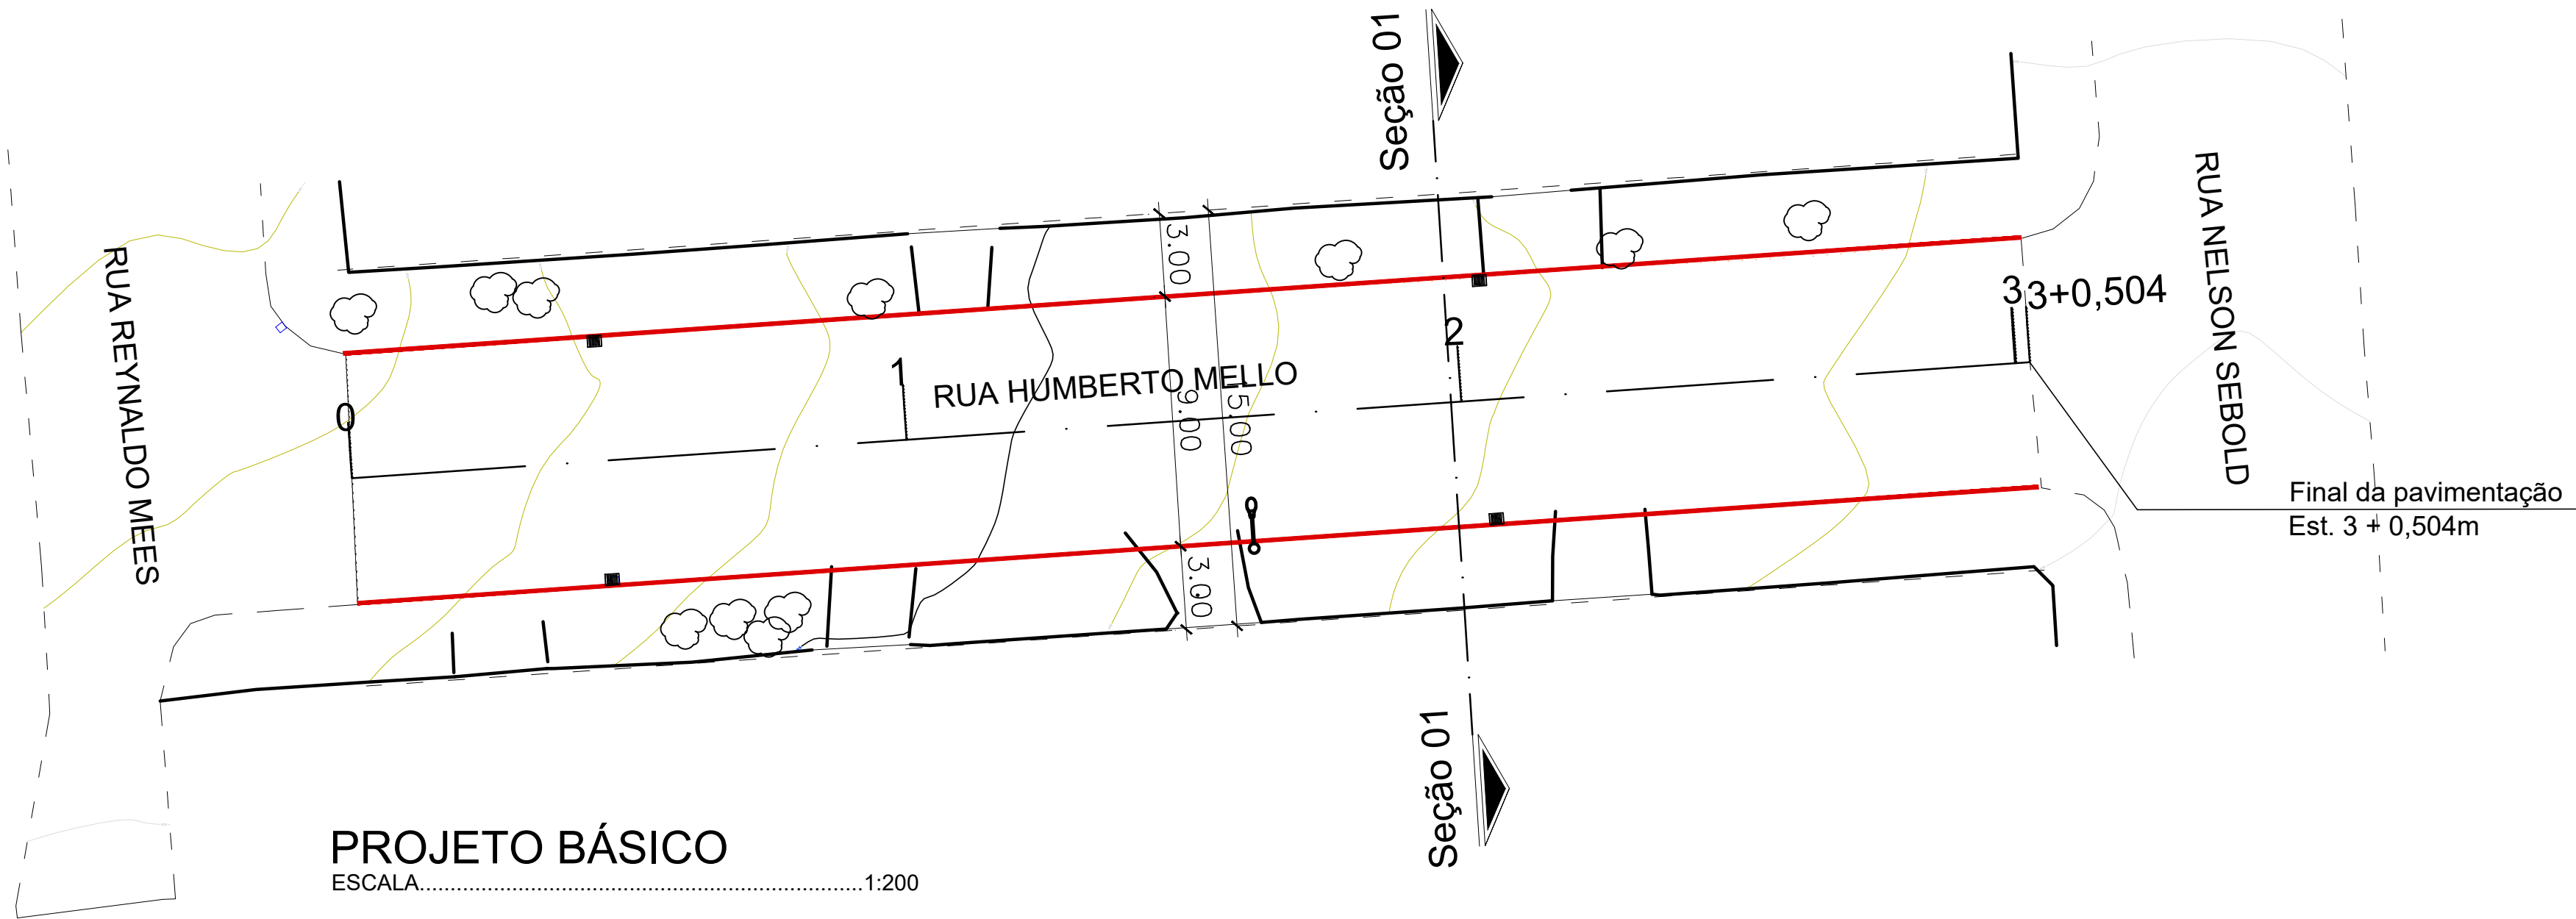 Seção 01
3.00
RUA REYNALDO MEES
RUA NELSON SEBOLD
3
3+0,504
2
1
0
RUA HUMBERTO MELLO
9.00
15.00
Final da pavimentação
Est. 3 + 0,504m
3.00
Seção 01
PROJETO BÁSICO
ESCALA........................................................................1:200